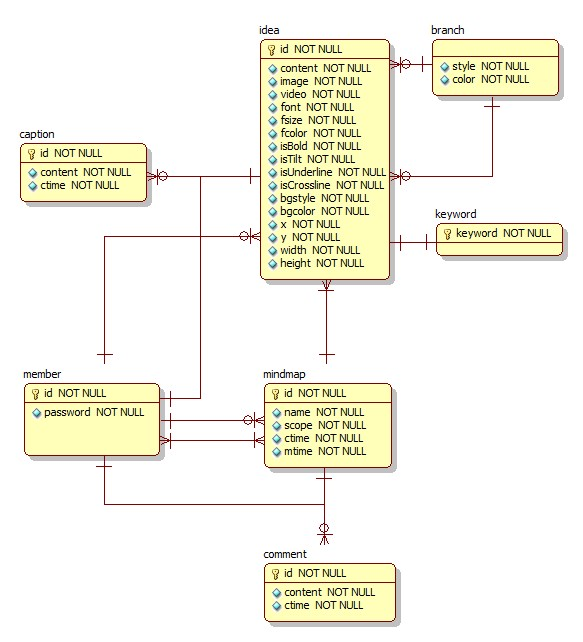 idea
id NOT NULL
content NOT NULL
image NOT NULL
video NOT NULL
font NOT NULL
fsize NOT NULL
fcolor NOT NULL
isBold NOT NULL
isTilt NOT NULL
isUnderline NOT NULL
isCrossline NOT NULL
bgstyle NOT NULL
bgcolor NOT NULL
x NOT NULL
y NOT NULL
width NOT NULL
height NOT NULL
branch
style NOT NULL
color NOT NULL
caption
id NOT NULL
content NOT NULL
ctime NOT NULL
keyword
keyword NOT NULL
member
id NOT NULL
password NOT NULL
mindmap
id NOT NULL
name NOT NULL
scope NOT NULL
ctime NOT NULL
mtime NOT NULL
comment
id NOT NULL
content NOT NULL
ctime NOT NULL